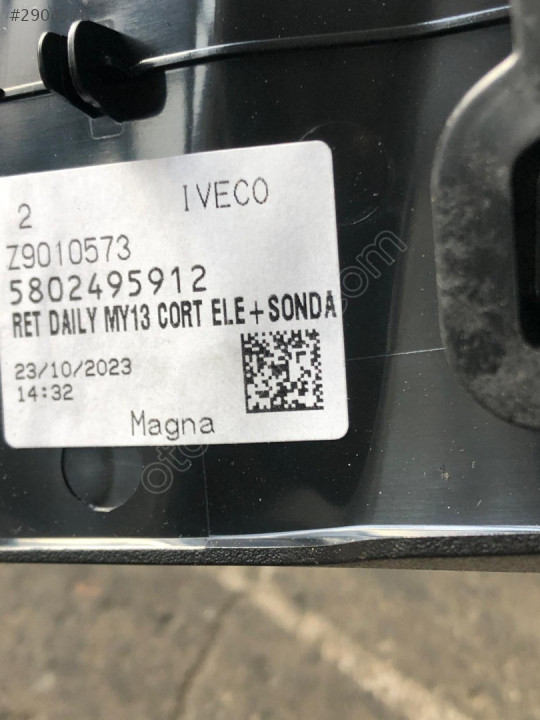 #290
IVECO
2
Z9010573
5802495912
RET DAILY MY13 CORT ELE+SONDA
23/10/2023
14:32
Magna